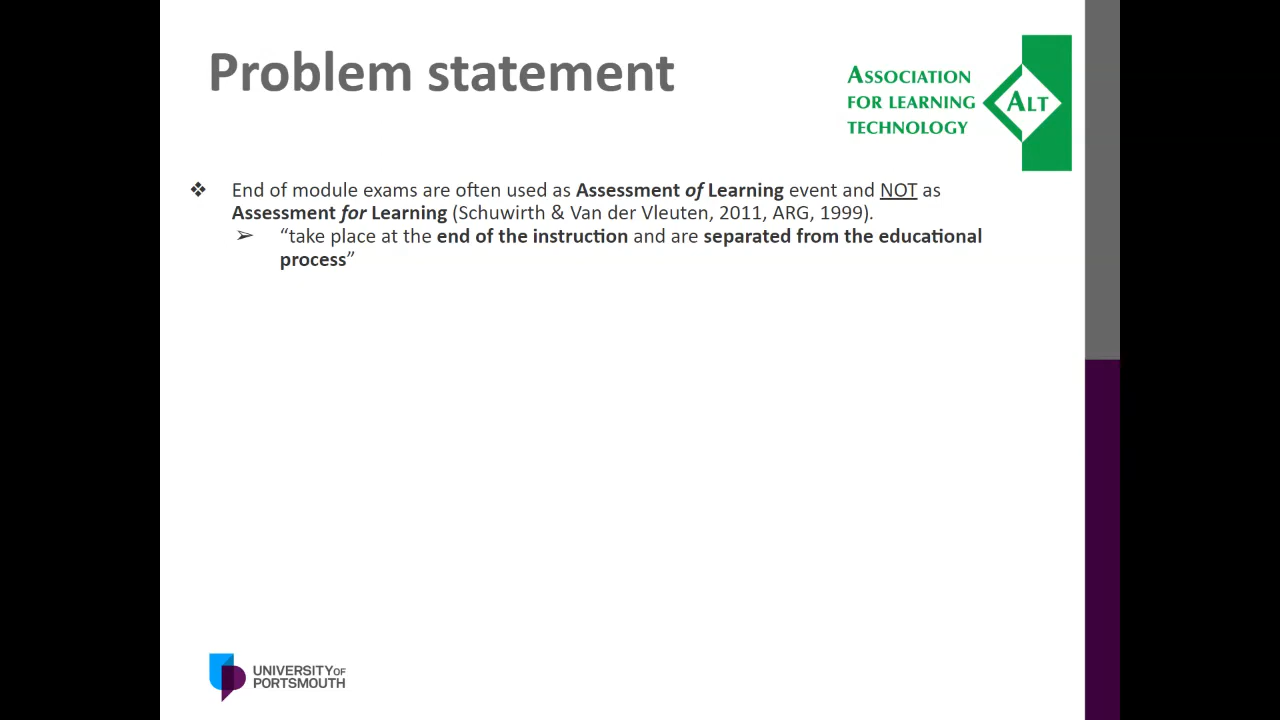 Problem statement
ASSOCIATION
FOR LEARNING
TECHNOLOGY
ALT
❖ End of module exams are often used as Assessment of Learning event and NOT as
Assessment for Learning (Schuwirth & Van der Vleuten, 2011, ARG, 1999).
➢ “take place at the end of the instruction and are separated from the educational
process”
UNIVERSITY OF
PORTSMOUTH